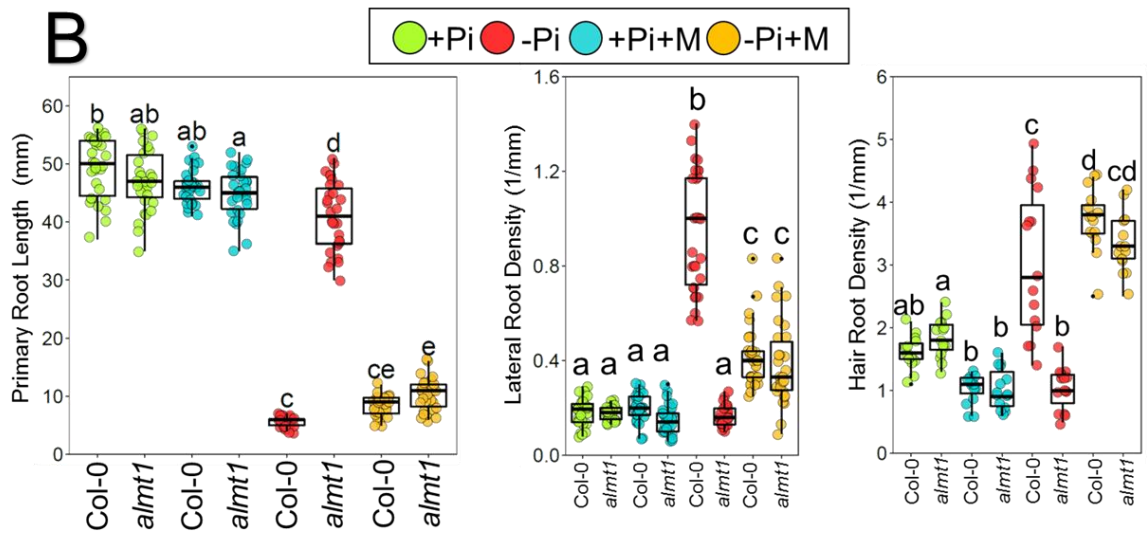 B
+Pi -Pi +Pi+M -Pi+M
Primary Root Length (mm)
60
50
40
30
20
10
0
b ab ab a c d ce e
Col-0 almt1 Col-0 almt1 Col-0 almt1 Col-0 almt1
Lateral Root Density (1/mm)
1.6
1.2
0.8
0.4
0.0
a a a a b a c c
Col-0 almt1 Col-0 almt1 Col-0 almt1 Col-0 almt1
Hair Root Density (1/mm)
5
4
3
2
1
0
ab a b b c b d cd
Col-0 almt1 Col-0 almt1 Col-0 almt1 Col-0 almt1